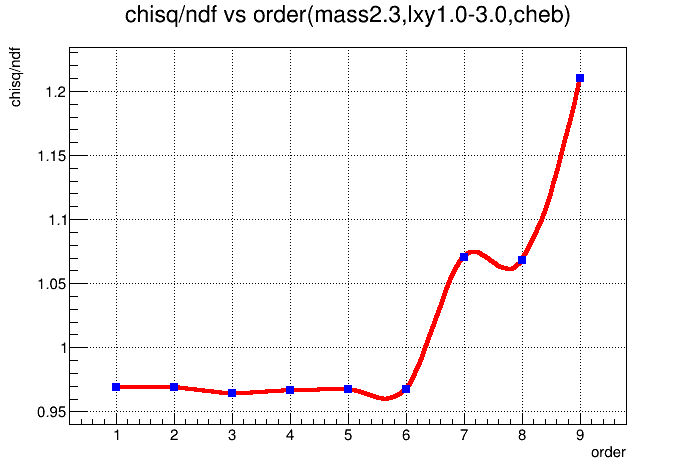 chisq/ndf vs order(mass2.3,lxy1.0-3.0,cheb)
chisq/ndf
1.2
1.15
1.1
1.05
1
0.95
1 2 3 4 5 6 7 8 9
order